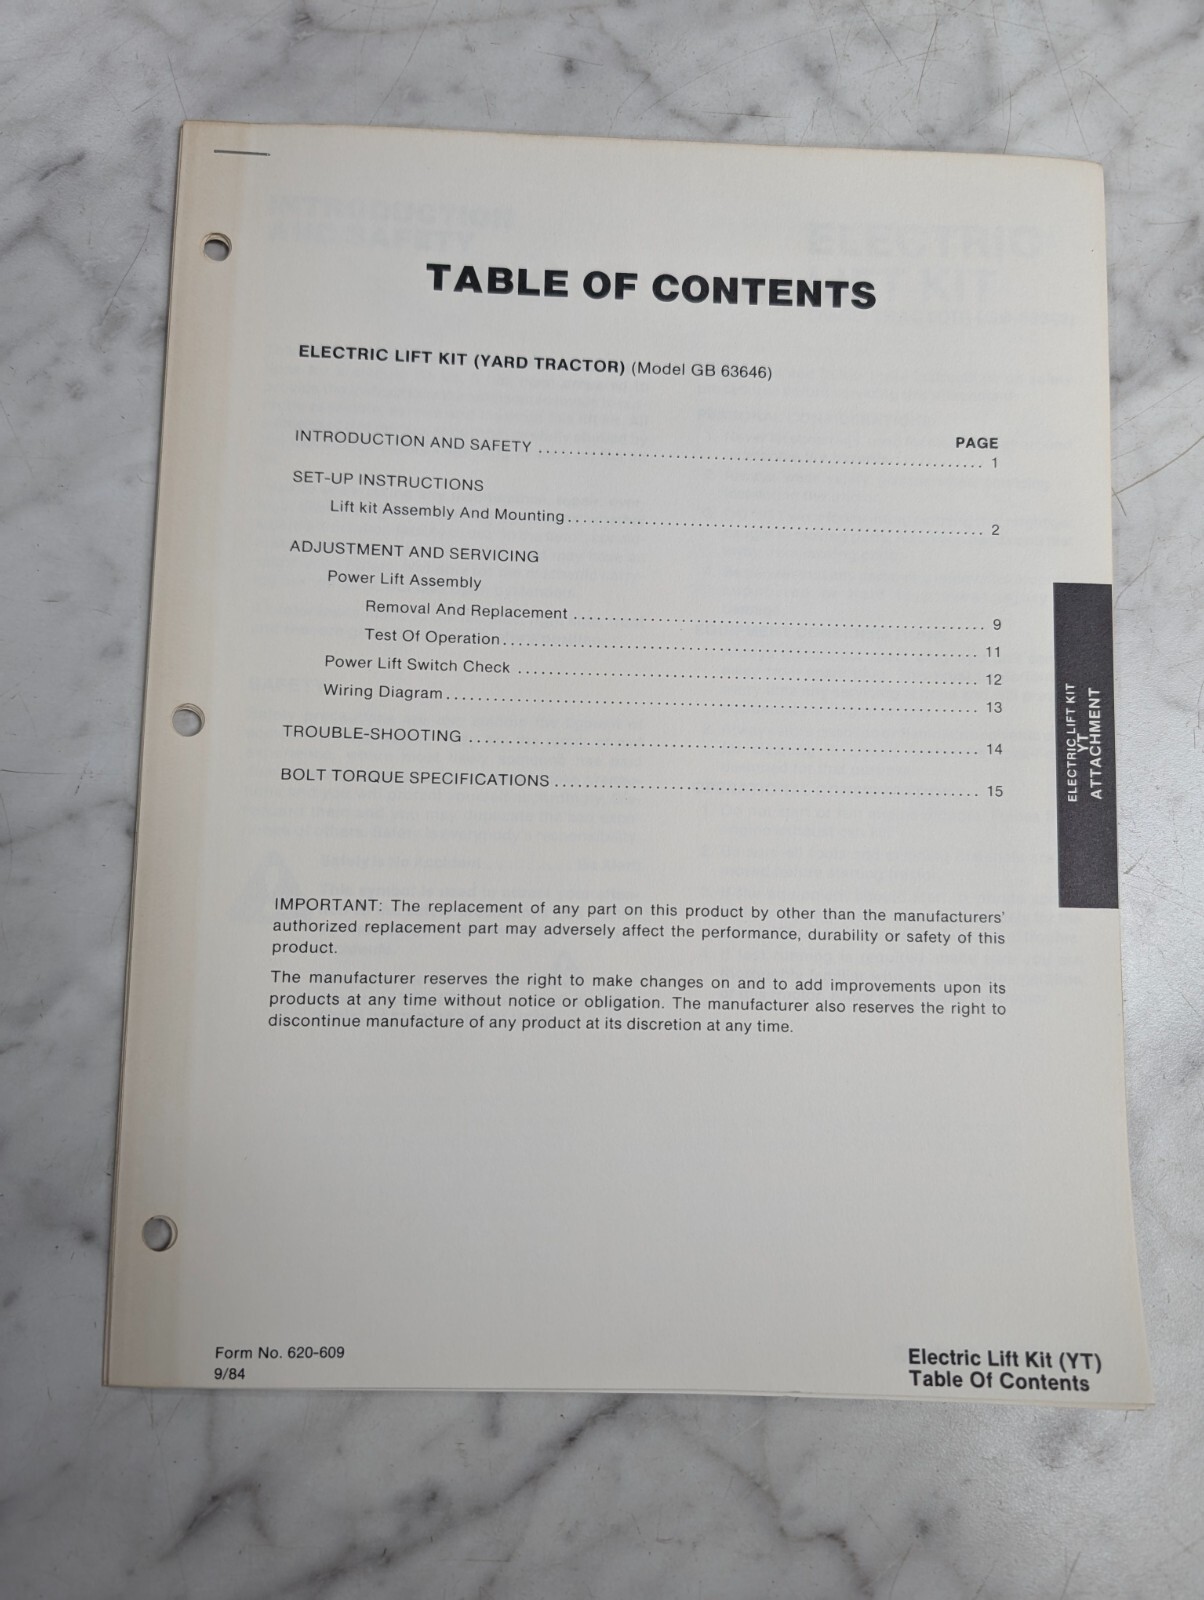 TABLE OF CONTENTS
ELECTRIC LIFT KIT (YARD TRACTOR) (Model GB 63646)
PAGE
INTRODUCTION AND SAFETY ........ 1
SET-UP INSTRUCTIONS
Lift kit Assembly And Mounting ........ 2
ADJUSTMENT AND SERVICING
Power Lift Assembly
Removal And Replacement ........ 9
Test Of Operation ........ 11
Power Lift Switch Check ........ 12
Wiring Diagram ........ 13
TROUBLE-SHOOTING ........ 14
BOLT TORQUE SPECIFICATIONS ........ 15
ELECTRIC LIFT KIT
YT
ATTACHMENT
IMPORTANT: The replacement of any part on this product by other than the manufacturers'
authorized replacement part may adversely affect the performance, durability or safety of this
product.
The manufacturer reserves the right to make changes on and to add improvements upon its
products at any time without notice or obligation. The manufacturer also reserves the right to
discontinue manufacture of any product at its discretion at any time.
Form No. 620-609
9/84
Electric Lift Kit (YT)
Table Of Contents